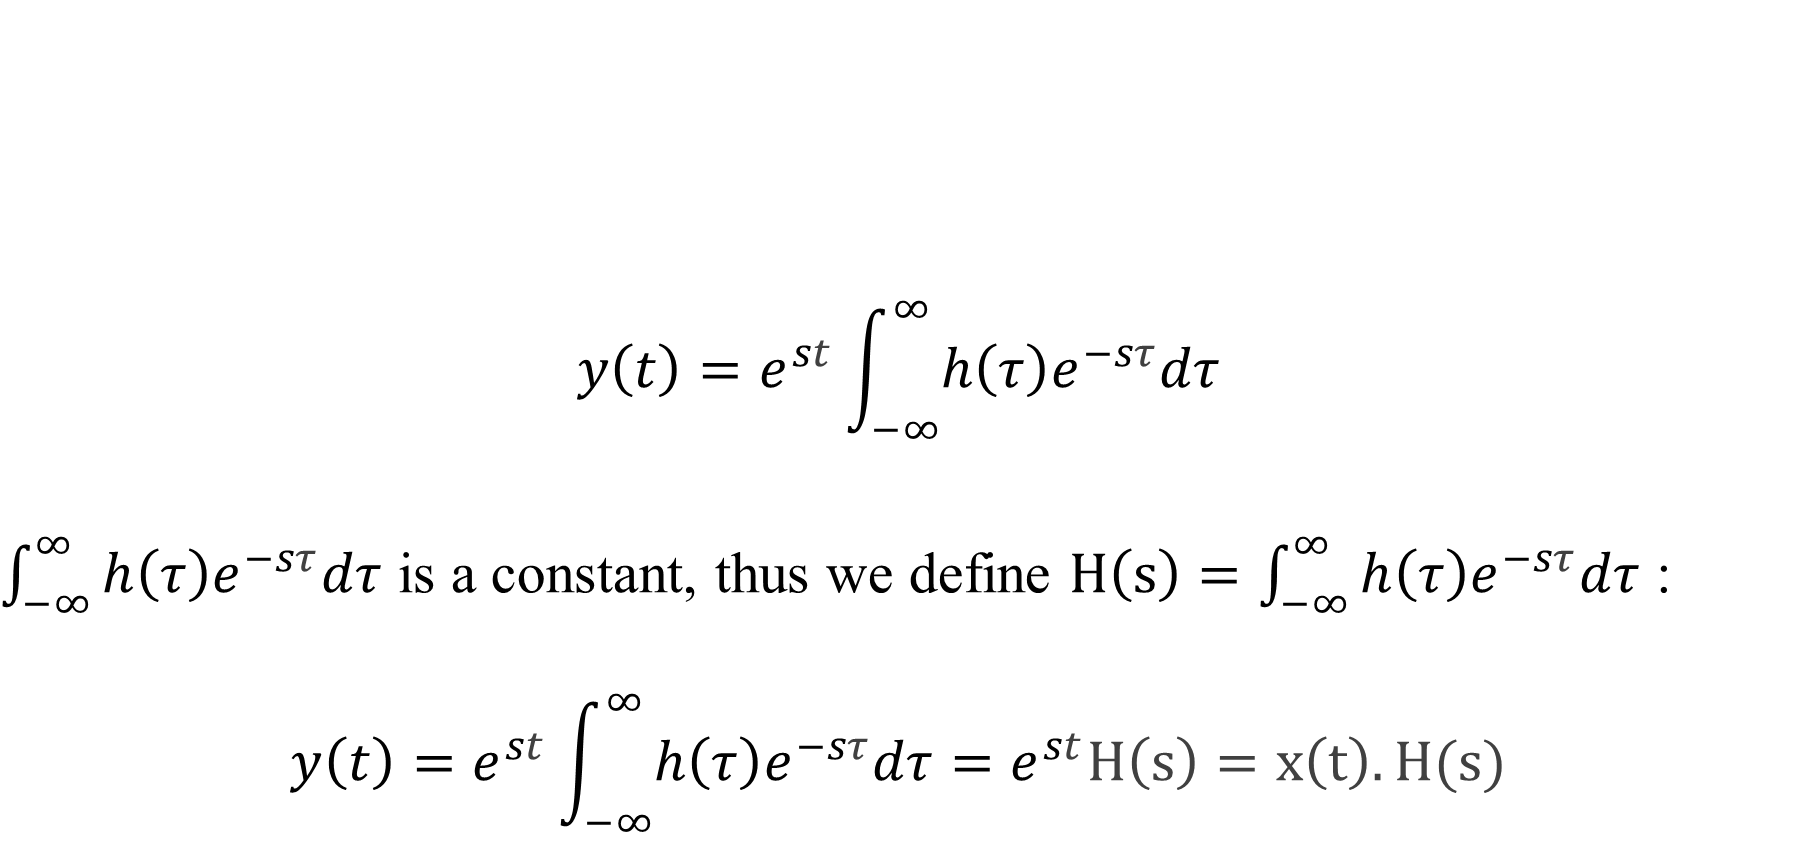 y(t) = e^{st} ∫_{−∞}^{∞} h(τ)e^{−sτ}dτ
∫_{−∞}^{∞} h(τ)e^{−sτ}dτ is a constant, thus we define H(s) = ∫_{−∞}^{∞} h(τ)e^{−sτ}dτ :
y(t) = e^{st} ∫_{−∞}^{∞} h(τ)e^{−sτ}dτ = e^{st}H(s) = x(t). H(s)